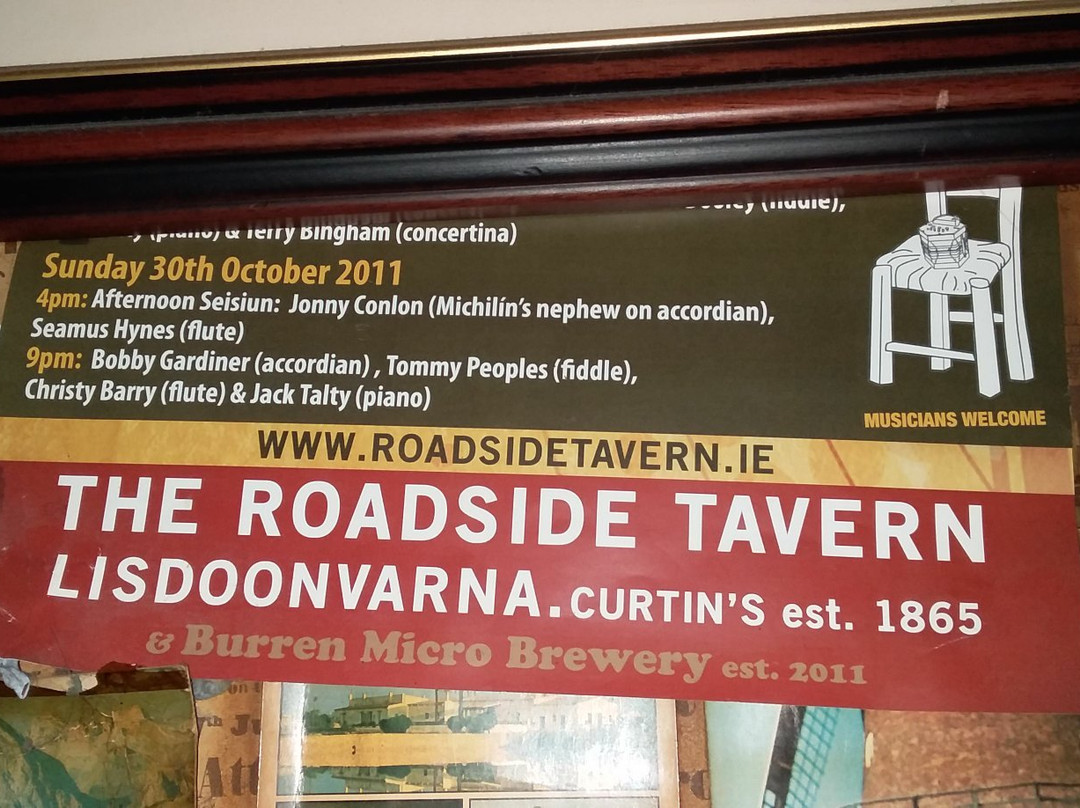 (fiddle),
(piano) & Terry Bingham (concertina)
Sunday 30th October 2011
4pm: Afternoon Seisiun: Jonny Conlon (Michilín's nephew on accordian),
Seamus Hynes (flute)
9pm: Bobby Gardiner (accordian) , Tommy Peoples (fiddle),
Christy Barry (flute) & Jack Talty (piano)
MUSICIANS WELCOME
WWW.ROADSIDETAVERN.IE
THE ROADSIDE TAVERN
LISDOONVARNA. CURTIN'S est. 1865
& Burren Micro Brewery est. 2011